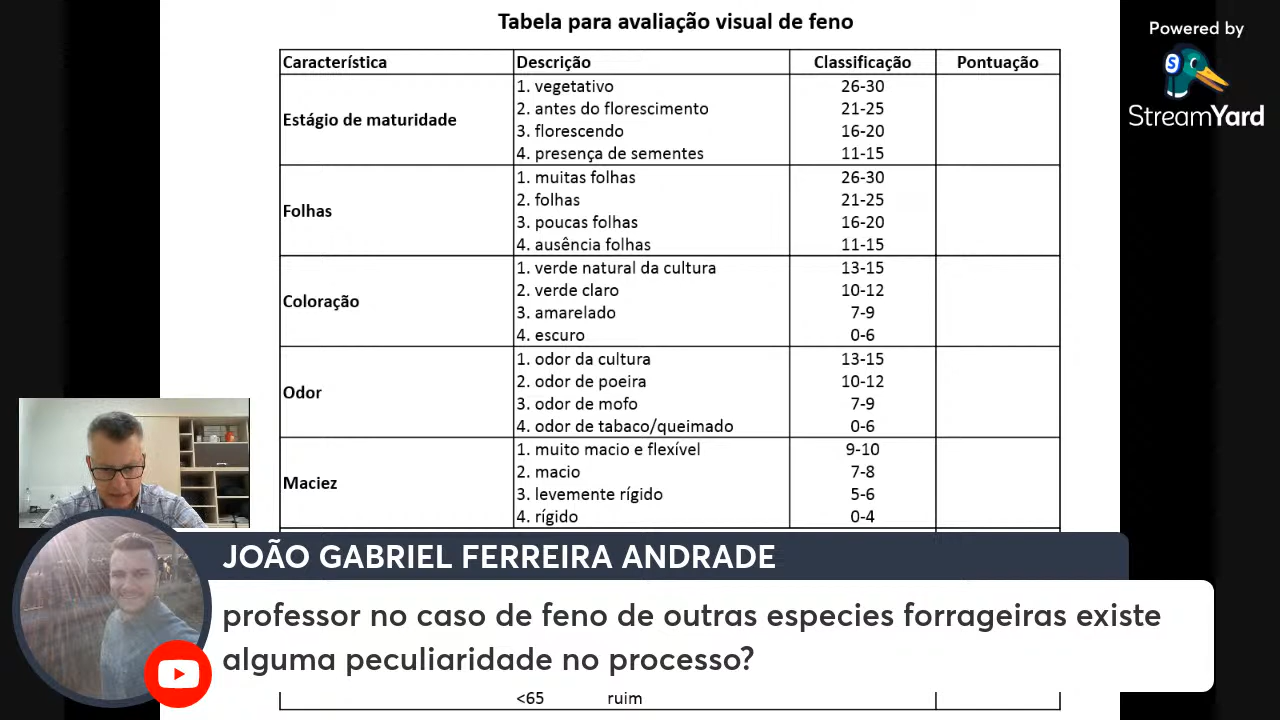 Tabela para avaliação visual de feno
Powered by
StreamYard
Característica Descrição Classificação Pontuação
Estágio de maturidade
1. vegetativo 26-30
2. antes do florescimento 21-25
3. florescendo 16-20
4. presença de sementes 11-15
Folhas
1. muitas folhas 26-30
2. folhas 21-25
3. poucas folhas 16-20
4. ausência folhas 11-15
Coloração
1. verde natural da cultura 13-15
2. verde claro 10-12
3. amarelado 7-9
4. escuro 0-6
Odor
1. odor da cultura 13-15
2. odor de poeira 10-12
3. odor de mofo 7-9
4. odor de tabaco/queimado 0-6
Maciez
1. muito macio e flexível 9-10
2. macio 7-8
3. levemente rígido 5-6
4. rígido 0-4
JOÃO GABRIEL FERREIRA ANDRADE
professor no caso de feno de outras especies forrageiras existe
alguma peculiaridade no processo?
<65 ruim